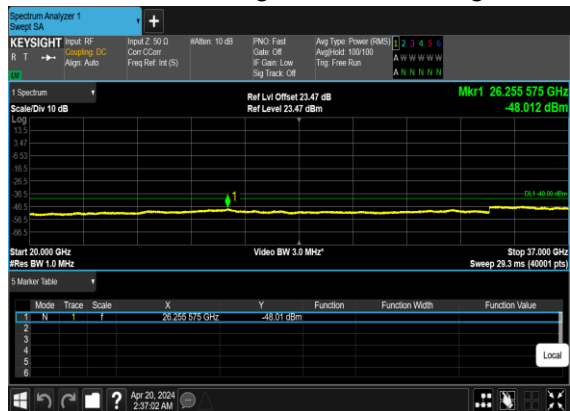 Spectrum Analyzer 1
Swept SA
+
KEYSIGHT Input: RF Input Z: 50 Ω #Atten: 10 dB PNO: Fast Avg Type: Power (RMS) 1 2 3 4 5 6
R T Coupling: DC Corr CCorr Gate: Off Avg|Hold: 100/100 A W W W W W
Align: Auto Freq Ref: Int (S) IF Gain: Low Trig: Free Run
LW Sig Track: Off A N N N N N
1 Spectrum Ref Lvl Offset 23.47 dB Mkr1 26.255 575 GHz
Scale/Div 10 dB Ref Level 23.47 dBm -48.012 dBm
Log
13.5
3.47
-6.53
-16.5
-26.5
-36.5 1 DL1 -40.00 dBm
-46.5
-56.5
-66.5
Start 20.000 GHz Video BW 3.0 MHz* Stop 37.000 GHz
#Res BW 1.0 MHz Sweep 29.3 ms (40001 pts)
5 Marker Table
Mode Trace Scale X Y Function Function Width Function Value
1 N 1 f 26.255 575 GHz -48.01 dBm
2
3
4
5
6
Local
? Apr 20, 2024
2:37:02 AM